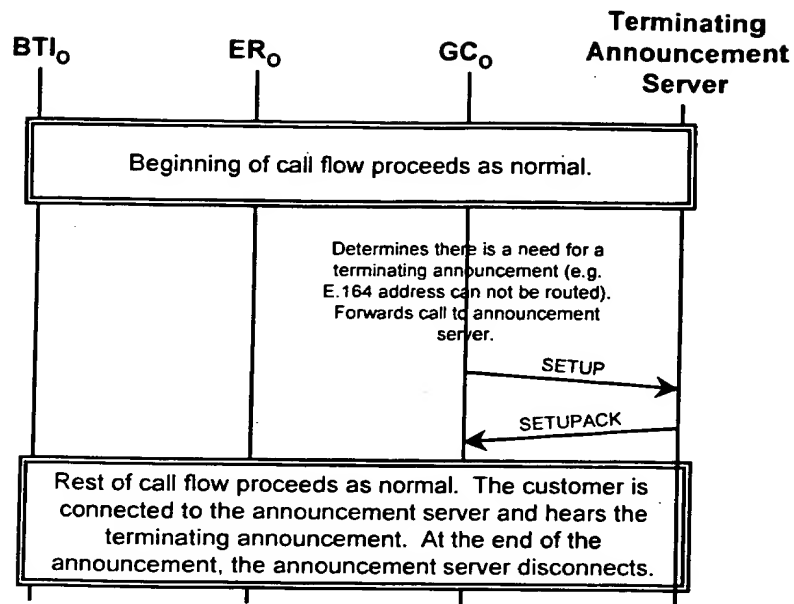 Terminating
Announcement
Server
BTIO
ERO
GCO
Beginning of call flow proceeds as normal.
Determines there is a need for a
terminating announcement (e.g.
E.164 address can not be routed).
Forwards call to announcement
server.
SETUP
SETUPACK
Rest of call flow proceeds as normal. The customer is
connected to the announcement server and hears the
terminating announcement. At the end of the
announcement, the announcement server disconnects.